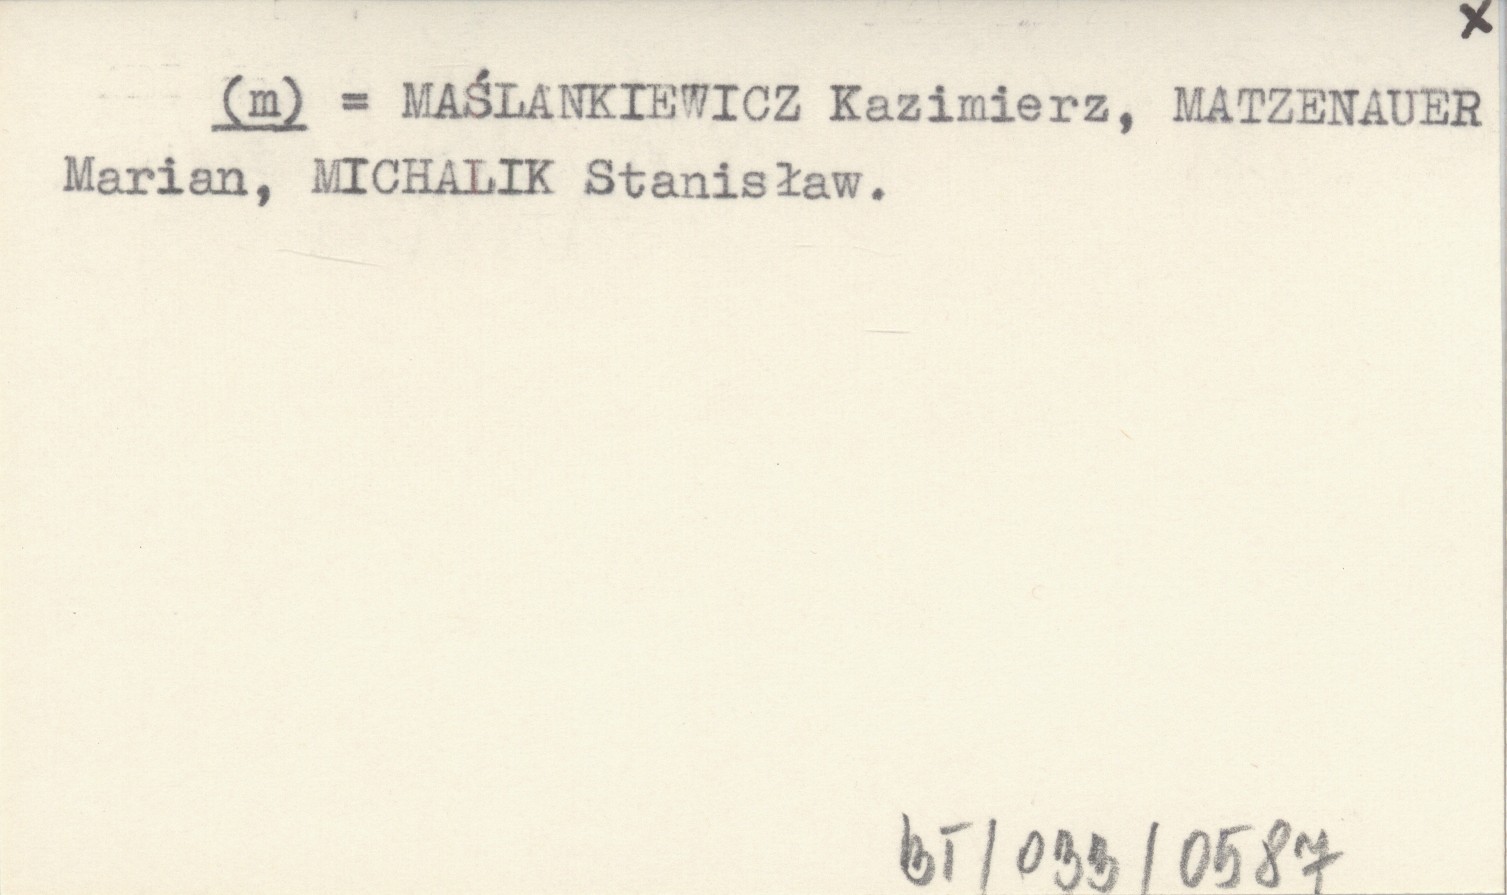 x
(m) = MAŚLANKIEWICZ Kazimierz, MATZENAUER
Marian, MICHALIK Stanisław.
BT/033/0587